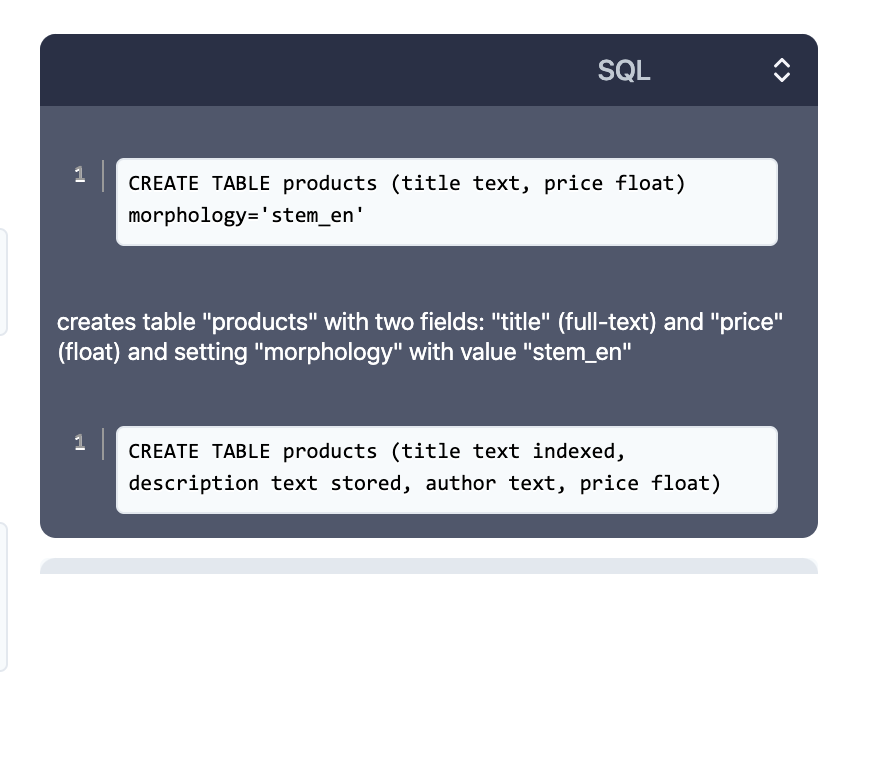 SQL
1
CREATE TABLE products (title text, price float)
morphology='stem_en'
creates table "products" with two fields: "title" (full-text) and "price"
(float) and setting "morphology" with value "stem_en"
1
CREATE TABLE products (title text indexed,
description text stored, author text, price float)